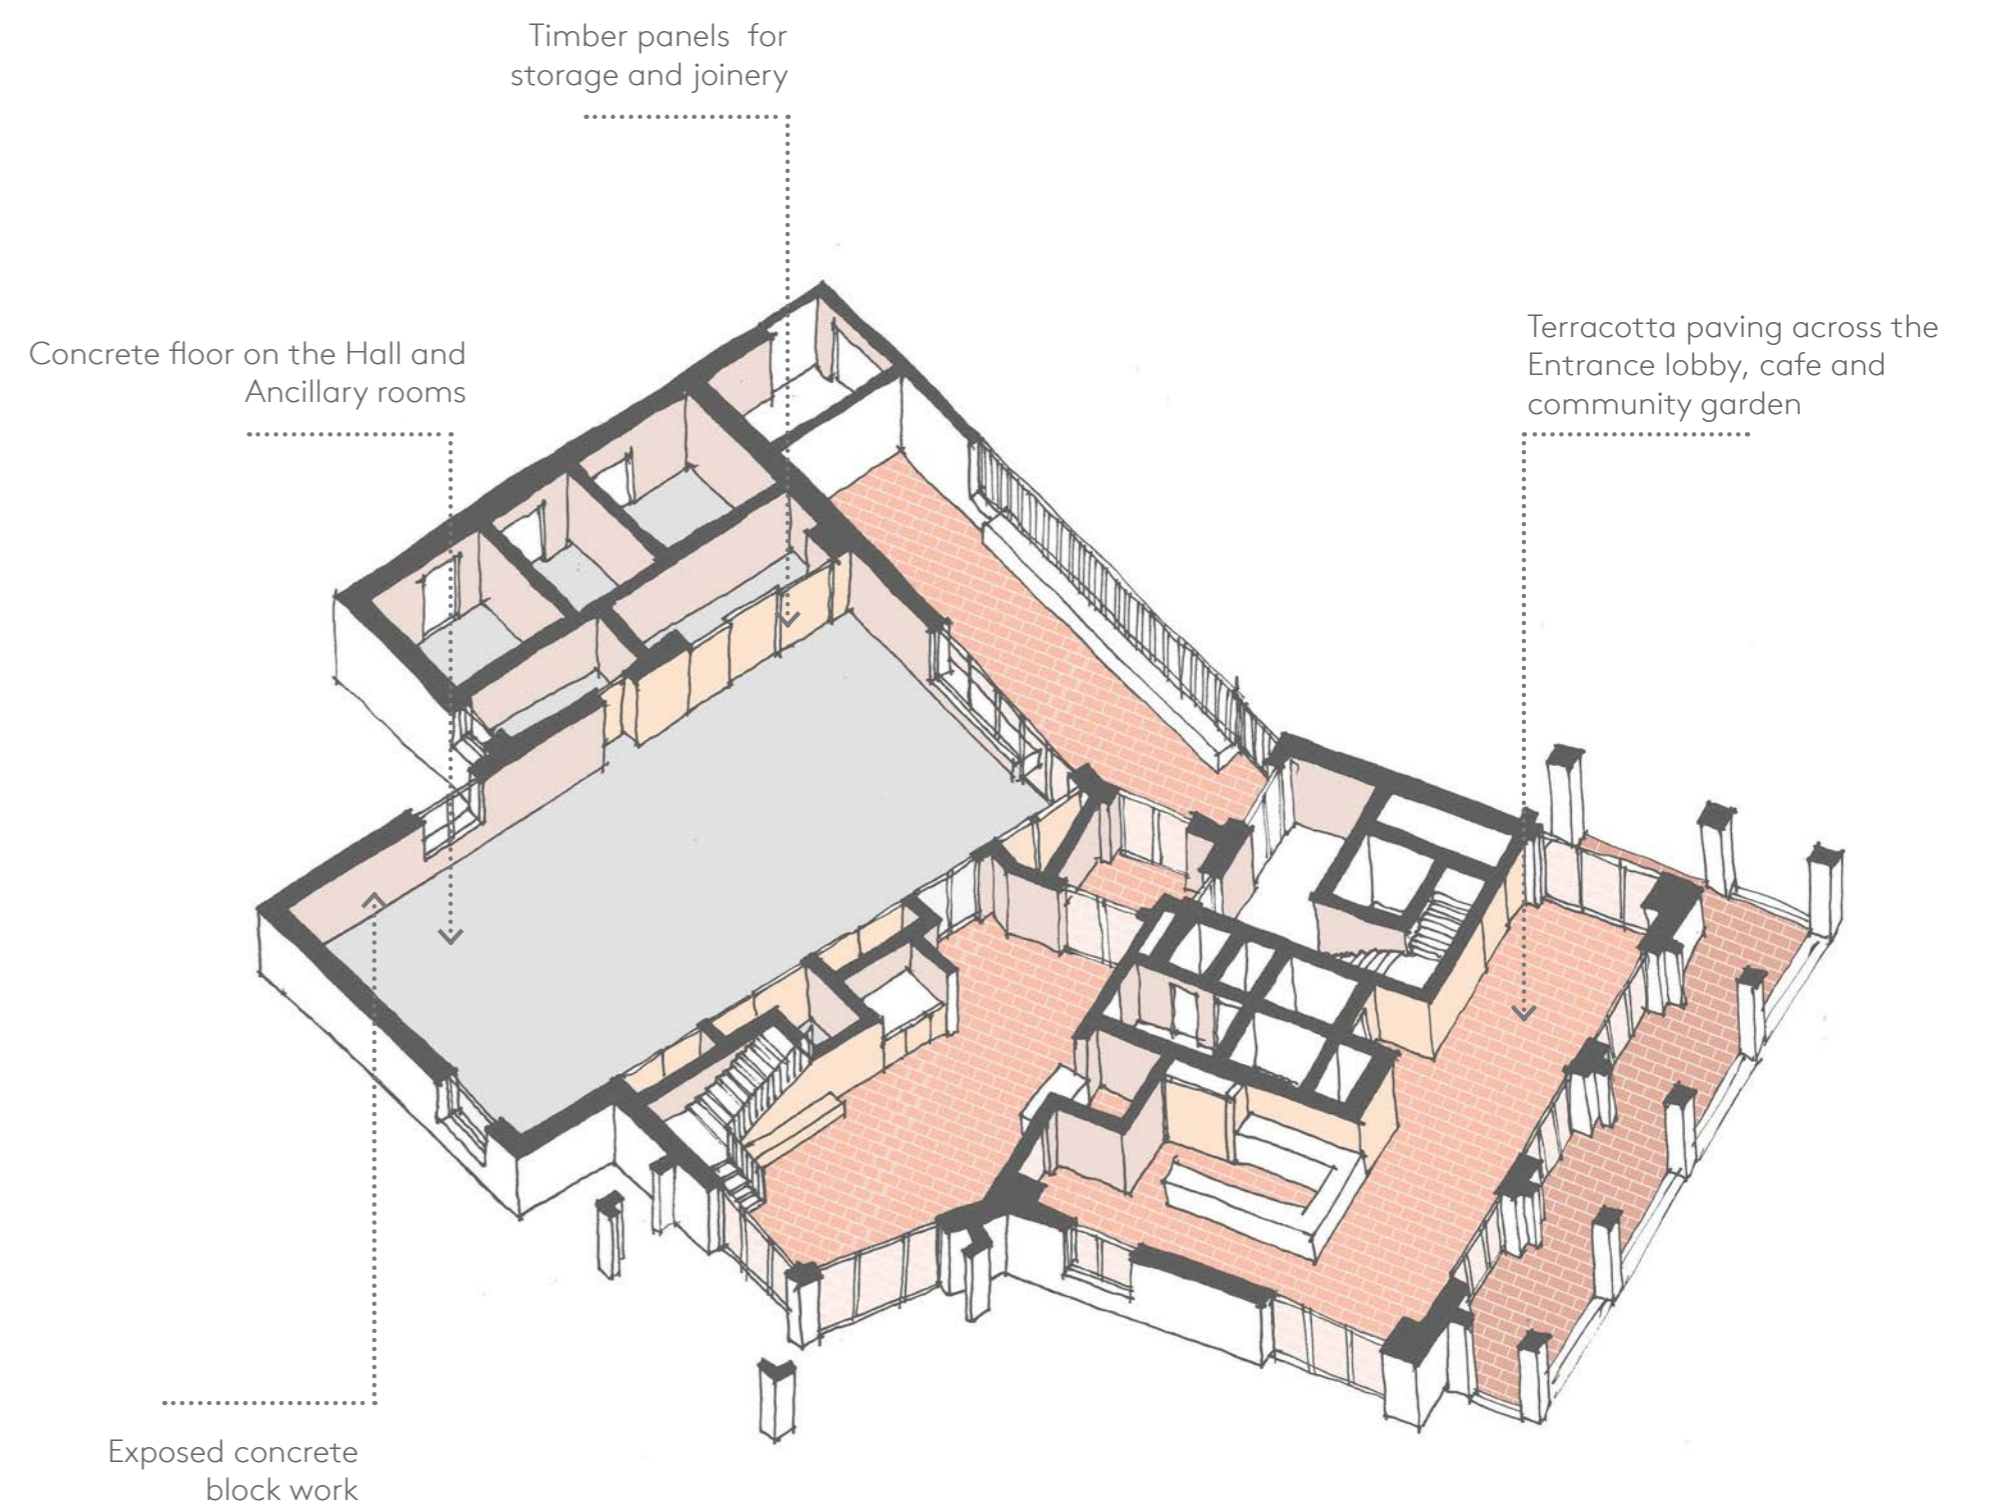 Timber panels for
storage and joinery
Concrete floor on the Hall and
Ancillary rooms
Terracotta paving across the
Entrance lobby, cafe and
community garden
Exposed concrete
block work